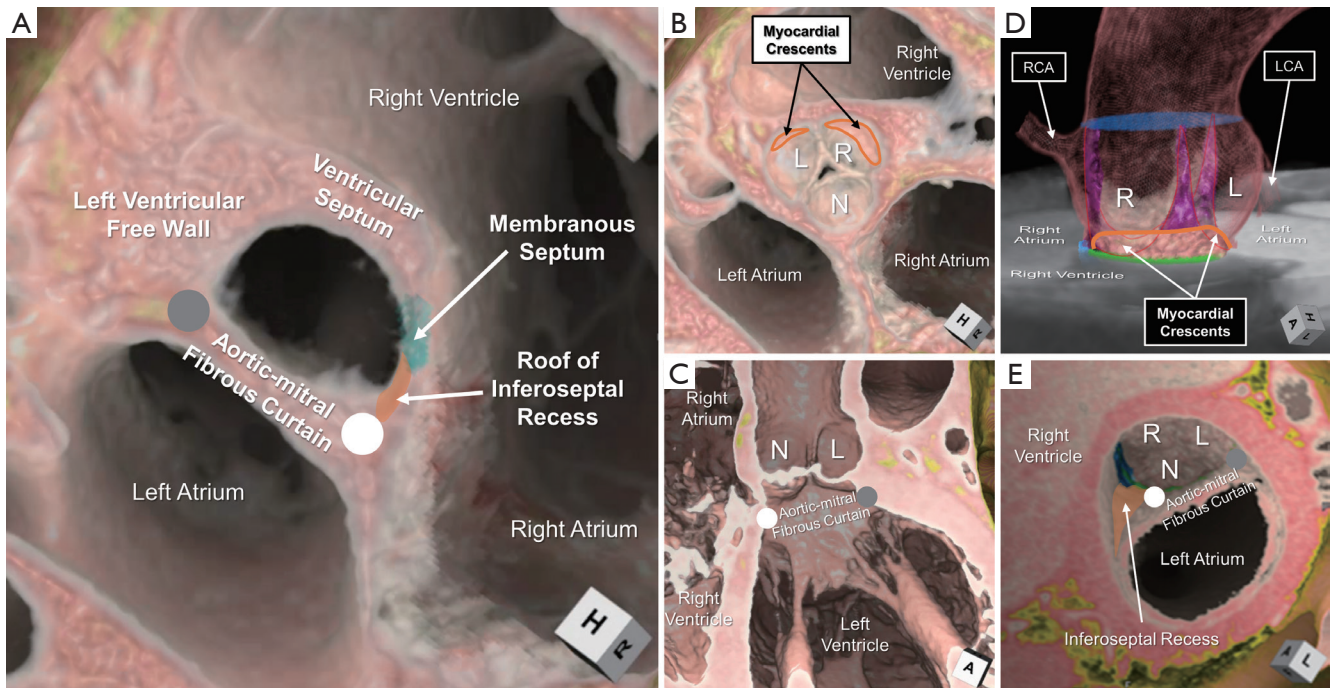 A
Right Ventricle
Left Ventricular
Free Wall
Ventricular
Septum
Membranous
Septum
Aortic-mitral
Fibrous Curtain
Roof of
Inferoseptal
Recess
Left Atrium
Right Atrium
H
R
B
Myocardial
Crescents
Right
Ventricle
L
R
N
Left Atrium
Right Atrium
H
R
C
Right
Atrium
N
L
Aortic-mitral
Fibrous Curtain
Right
Ventricle
Left
Ventricle
A
D
RCA
LCA
R
L
Right
Atrium
Left
Atrium
Right Ventricle
Myocardial
Crescents
H
A
L
E
Right
Ventricle
R
L
N
Aortic-mitral
Fibrous Curtain
Left Atrium
Inferoseptal Recess
A
L